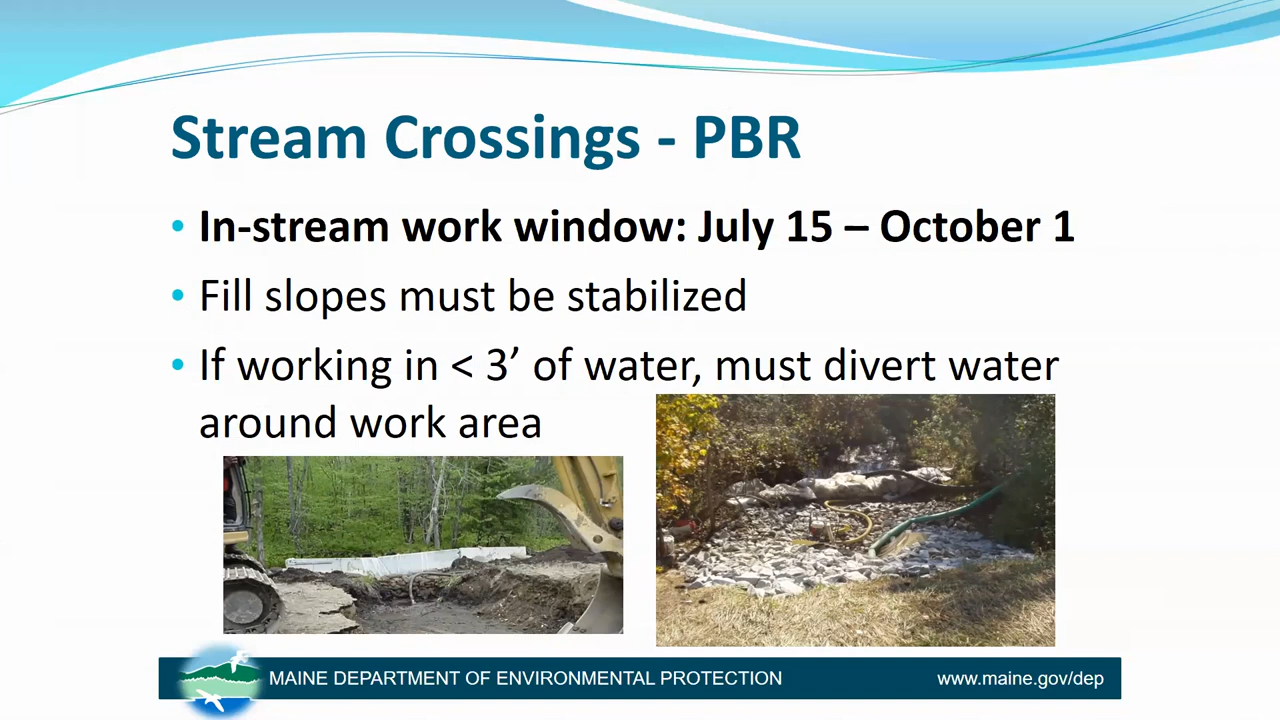 Stream Crossings - PBR
• In-stream work window: July 15 – October 1
• Fill slopes must be stabilized
• If working in < 3’ of water, must divert water
around work area
MAINE DEPARTMENT OF ENVIRONMENTAL PROTECTION
www.maine.gov/dep